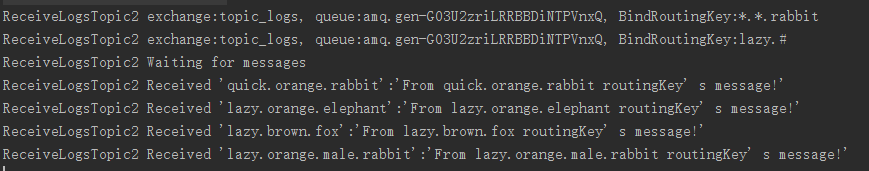 ReceiveLogsTopic2 exchange:topic_logs, queue:amq.gen-G03U2zriLRRBBDiNTPVnxQ, BindRoutingKey:*.*.rabbit
ReceiveLogsTopic2 exchange:topic_logs, queue:amq.gen-G03U2zriLRRBBDiNTPVnxQ, BindRoutingKey:lazy.#
ReceiveLogsTopic2 Waiting for messages
ReceiveLogsTopic2 Received 'quick.orange.rabbit':'From quick.orange.rabbit routingKey' s message!'
ReceiveLogsTopic2 Received 'lazy.orange.elephant':'From lazy.orange.elephant routingKey' s message!'
ReceiveLogsTopic2 Received 'lazy.brown.fox':'From lazy.brown.fox routingKey' s message!'
ReceiveLogsTopic2 Received 'lazy.orange.male.rabbit':'From lazy.orange.male.rabbit routingKey' s message!'